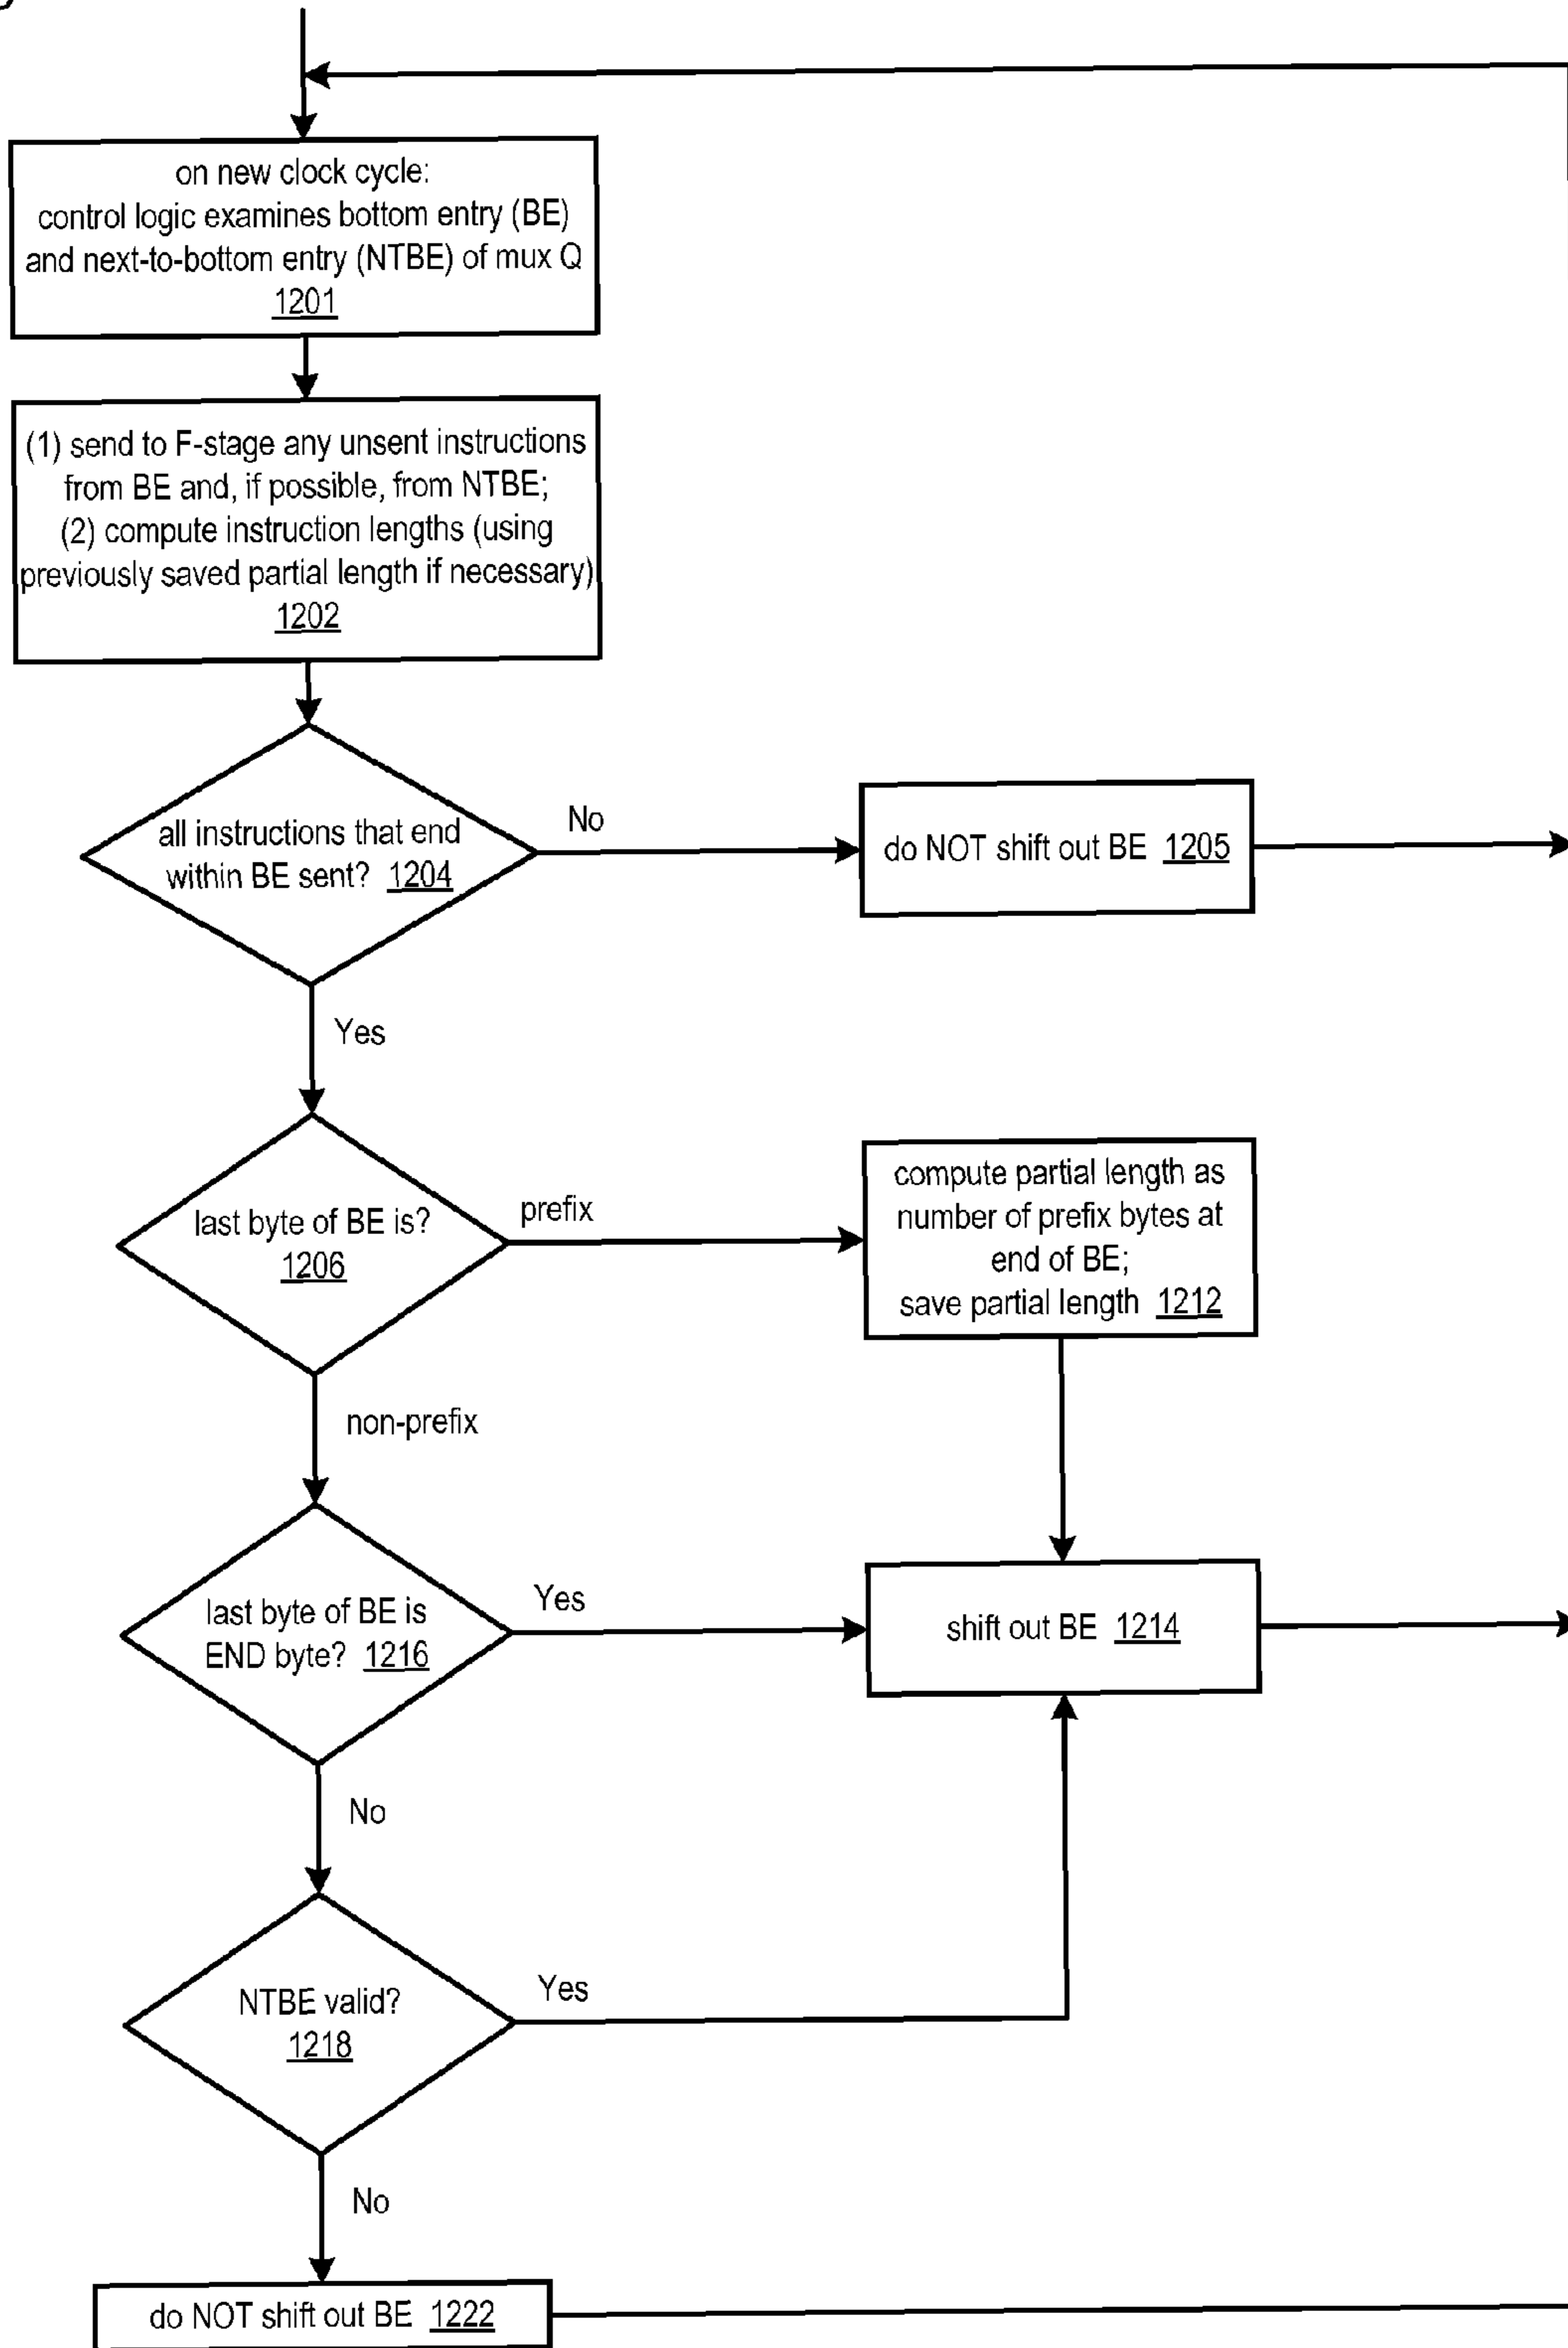 on new clock cycle:
control logic examines bottom entry (BE)
and next-to-bottom entry (NTBE) of mux Q
1201
(1) send to F-stage any unsent instructions
from BE and, if possible, from NTBE;
(2) compute instruction lengths (using
previously saved partial length if necessary)
1202
all instructions that end
within BE sent? 1204
No
do NOT shift out BE 1205
Yes
last byte of BE is?
1206
prefix
compute partial length as
number of prefix bytes at
end of BE;
save partial length 1212
non-prefix
last byte of BE is
END byte? 1216
Yes
shift out BE 1214
No
NTBE valid?
1218
Yes
No
do NOT shift out BE 1222